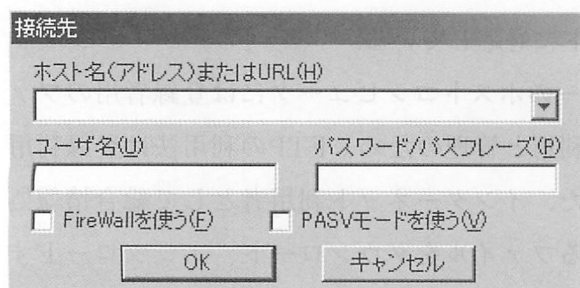 接続先
ホスト名(アドレス)またはURL(H)
ユーザ名(U) パスワード/パスフレーズ(P)
FireWallを使う(F) PASVモードを使う(V)
OK キャンセル